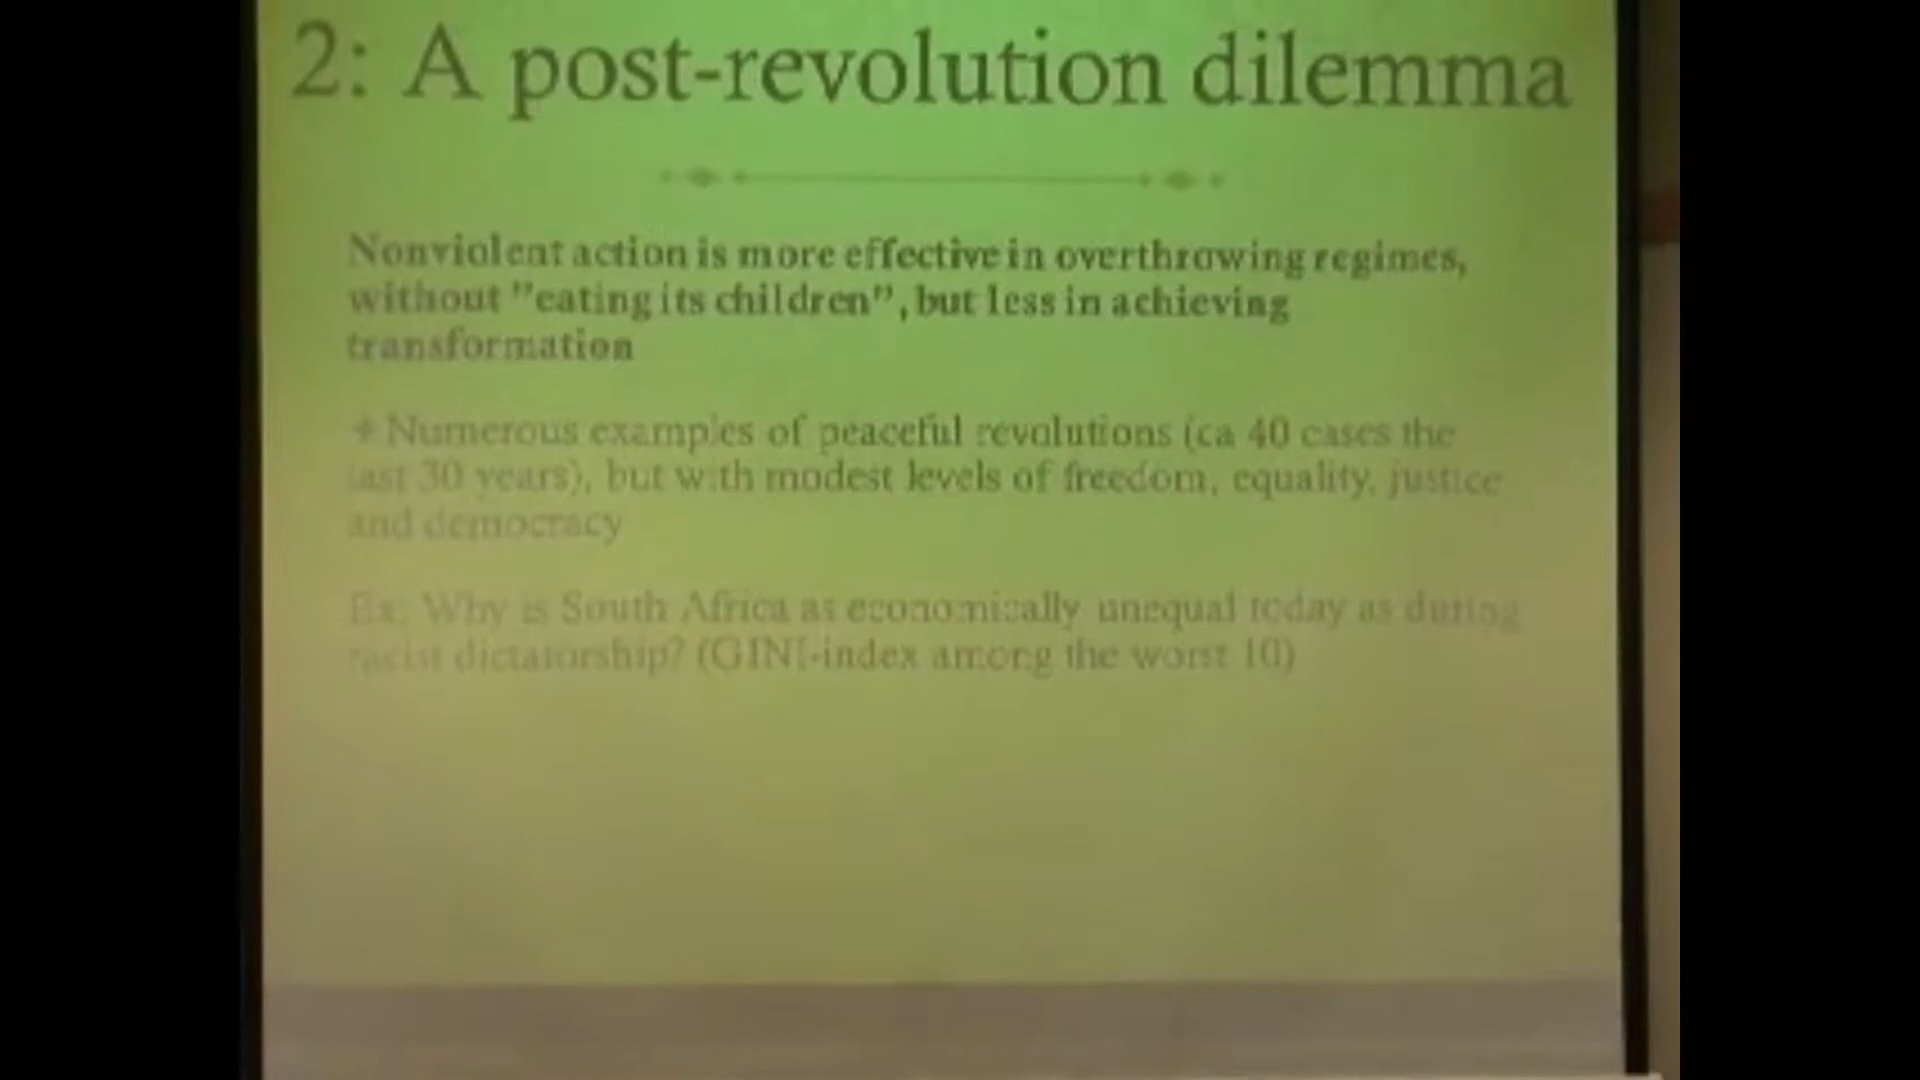 2: A post-revolution dilemma
Nonviolent action is more effective in overthrowing regimes,
without ”eating its children”, but less in achieving
transformation
+ Numerous examples of peaceful revolutions (ca 40 cases the
last 30 years), but with modest levels of freedom, equality, justice
and democracy
Ex: Why is South Africa as economically unequal today as during
racist dictatorship? (GINI-index among the worst 10)